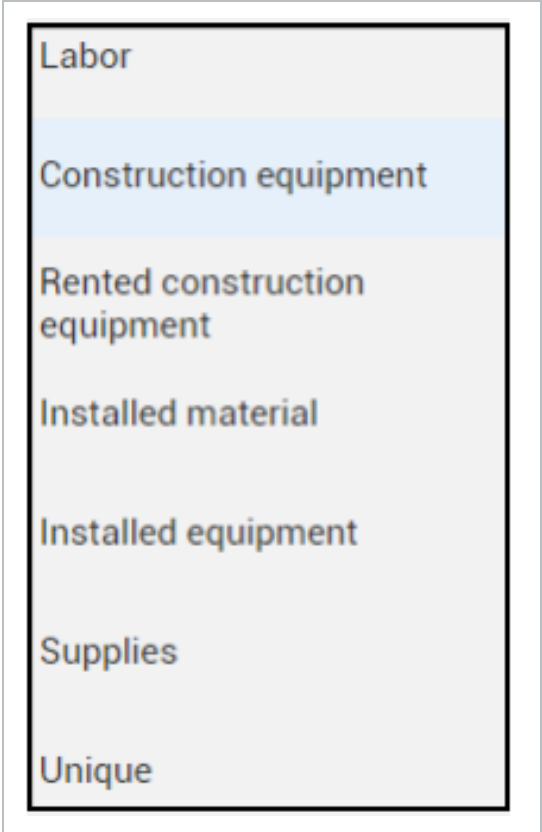 Labor
Construction equipment
Rented construction
equipment
Installed material
Installed equipment
Supplies
Unique